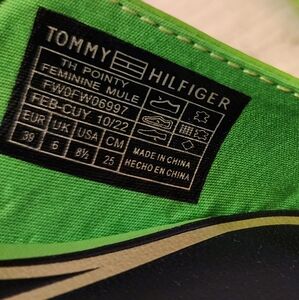 TOMMY HILFIGER
TH POINTY
FEMININE MULE
FW0FW06997
FEB-CUY 10/22
EUR UK USA CM
39 6 8½ 25
MADE IN CHINA
HECHO EN CHINA